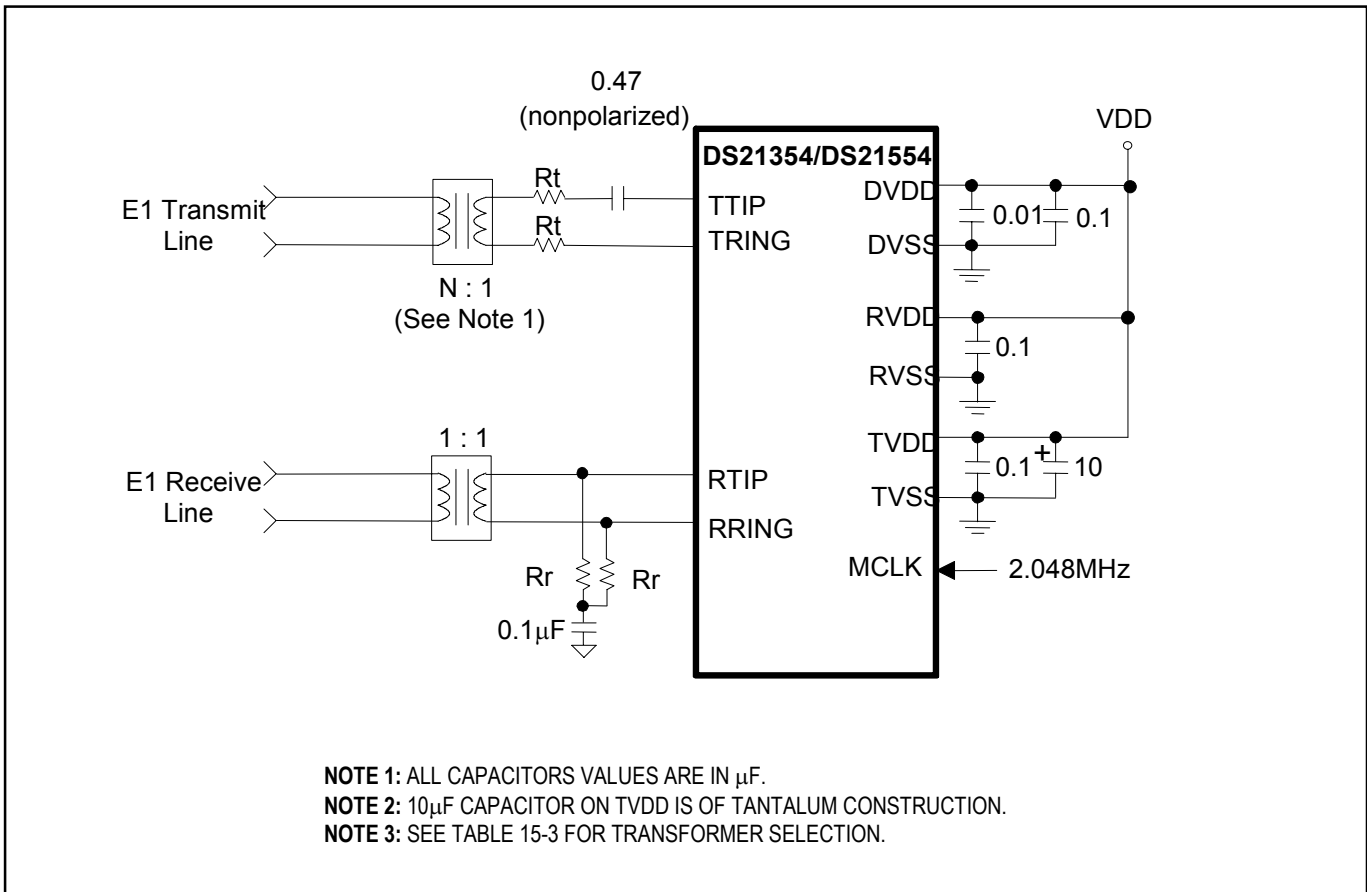 0.47
(nonpolarized)
VDD
DS21354/DS21554
Rt
DVDD
E1 Transmit
Line
TTIP
0.01
0.1
Rt
TRING
DVSS
N : 1
(See Note 1)
RVDD
0.1
RVSS
1 : 1
TVDD
+
0.1
10
E1 Receive
Line
RTIP
TVSS
RRING
Rr
Rr
MCLK
2.048MHz
0.1μF
NOTE 1: ALL CAPACITORS VALUES ARE IN μF.
NOTE 2: 10μF CAPACITOR ON TVDD IS OF TANTALUM CONSTRUCTION.
NOTE 3: SEE TABLE 15-3 FOR TRANSFORMER SELECTION.